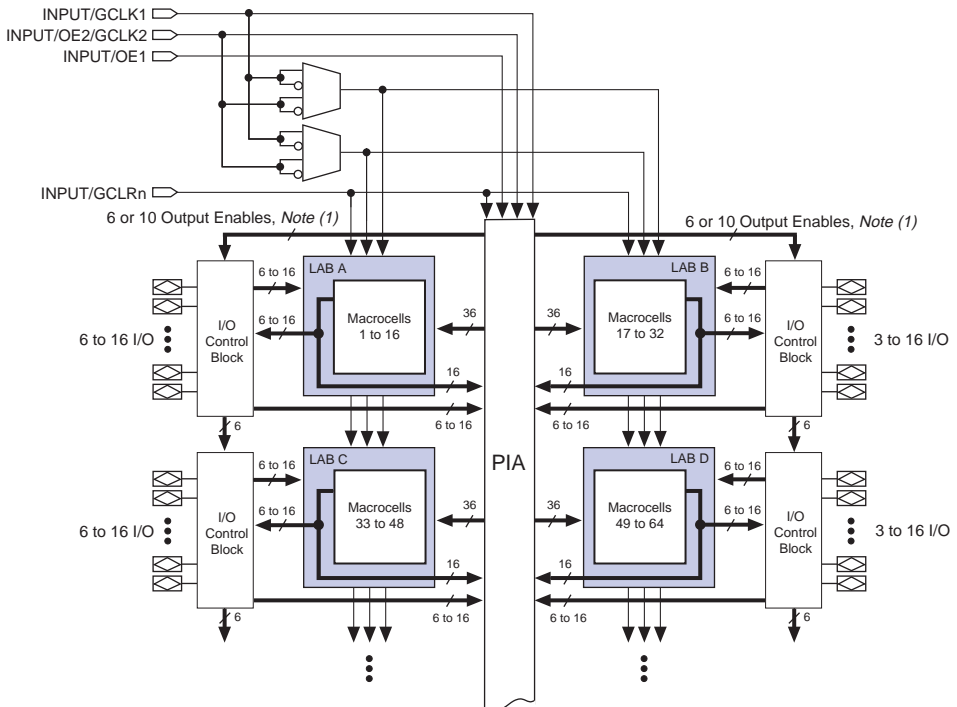 INPUT/GCLK1
INPUT/OE2/GCLK2
INPUT/OE1
INPUT/GCLRn
6 or 10 Output Enables, Note (1)
6 or 10 Output Enables, Note (1)
LAB A
LAB B
6 to 16
6 to 16
6 to 16 I/O
I/O
Control
Block
6 to 16
Macrocells
1 to 16
36
36
Macrocells
17 to 32
6 to 16
I/O
Control
Block
3 to 16 I/O
16
16
6 to 16
6 to 16
6
6
PIA
LAB C
LAB D
6 to 16
6 to 16
6 to 16 I/O
I/O
Control
Block
6 to 16
Macrocells
33 to 48
36
36
Macrocells
49 to 64
6 to 16
I/O
Control
Block
3 to 16 I/O
16
16
6 to 16
6 to 16
6
6